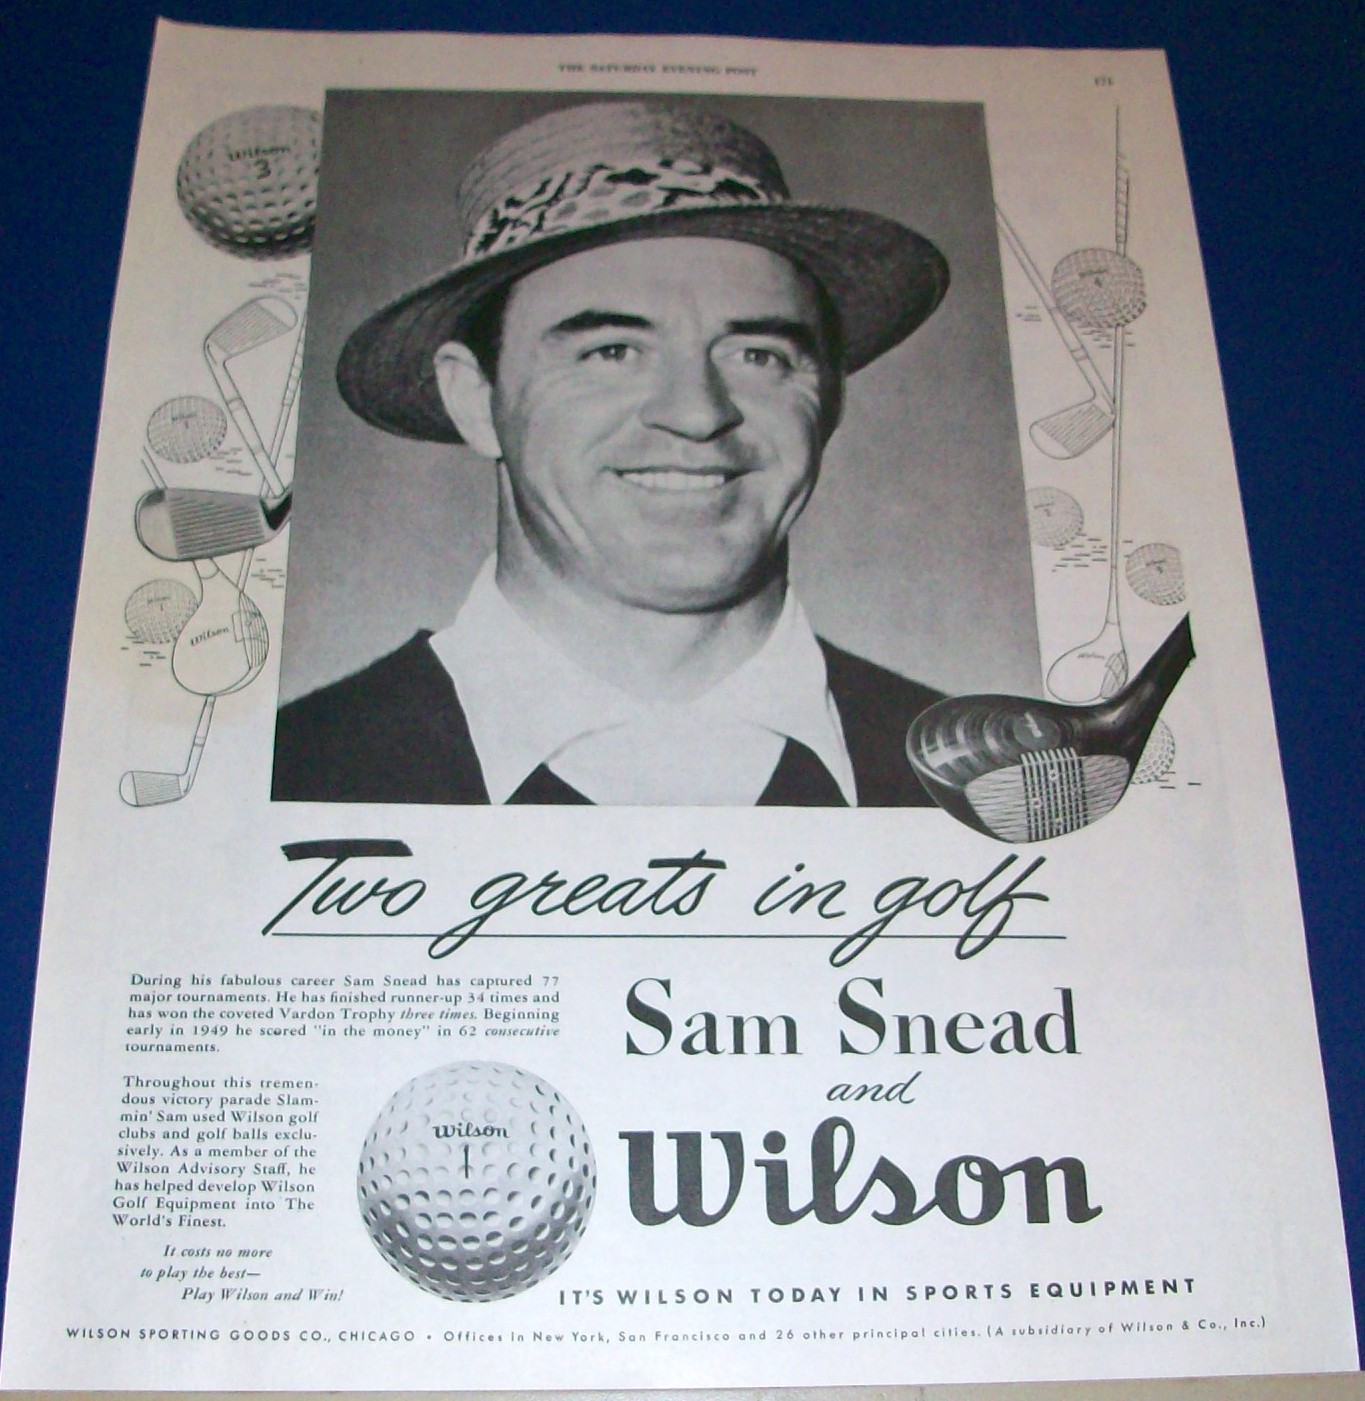 THE SATURDAY EVENING POST
Wilson
3
Wilson
Wilson
Two greats in golf
Sam Snead
and
Wilson
During his fabulous career Sam Snead has captured 77
major tournaments. He has finished runner-up 34 times and
has won the coveted Vardon Trophy three times. Beginning
early in 1949 he scored "in the money" in 62 consecutive
tournaments.
Throughout this tremen-
dous victory parade Slam-
min' Sam used Wilson golf
clubs and golf balls exclu-
sively. As a member of the
Wilson Advisory Staff, he
has helped develop Wilson
Golf Equipment into The
World's Finest.
It costs no more
to play the best—
Play Wilson and Win!
Wilson
1
IT'S WILSON TODAY IN SPORTS EQUIPMENT
WILSON SPORTING GOODS CO., CHICAGO • Offices in New York, San Francisco and 26 other principal cities. (A subsidiary of Wilson & Co., Inc.)